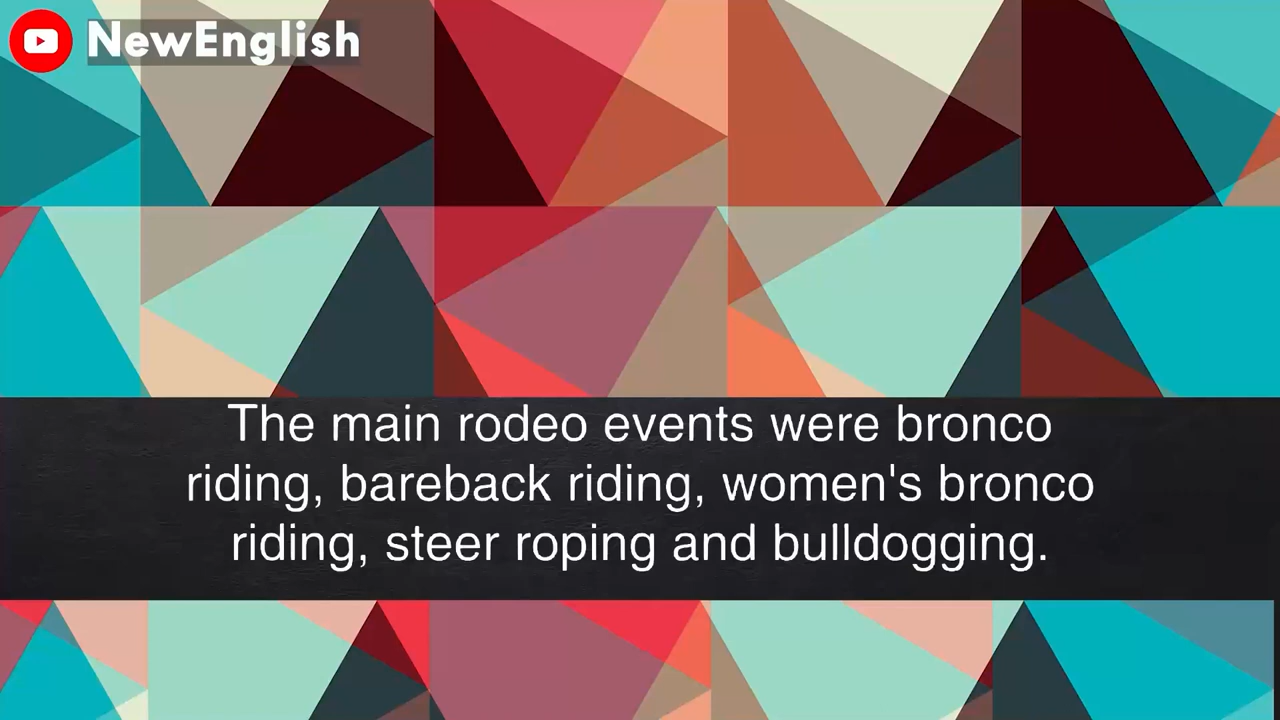 NewEnglish
The main rodeo events were bronco
riding, bareback riding, women's bronco
riding, steer roping and bulldogging.